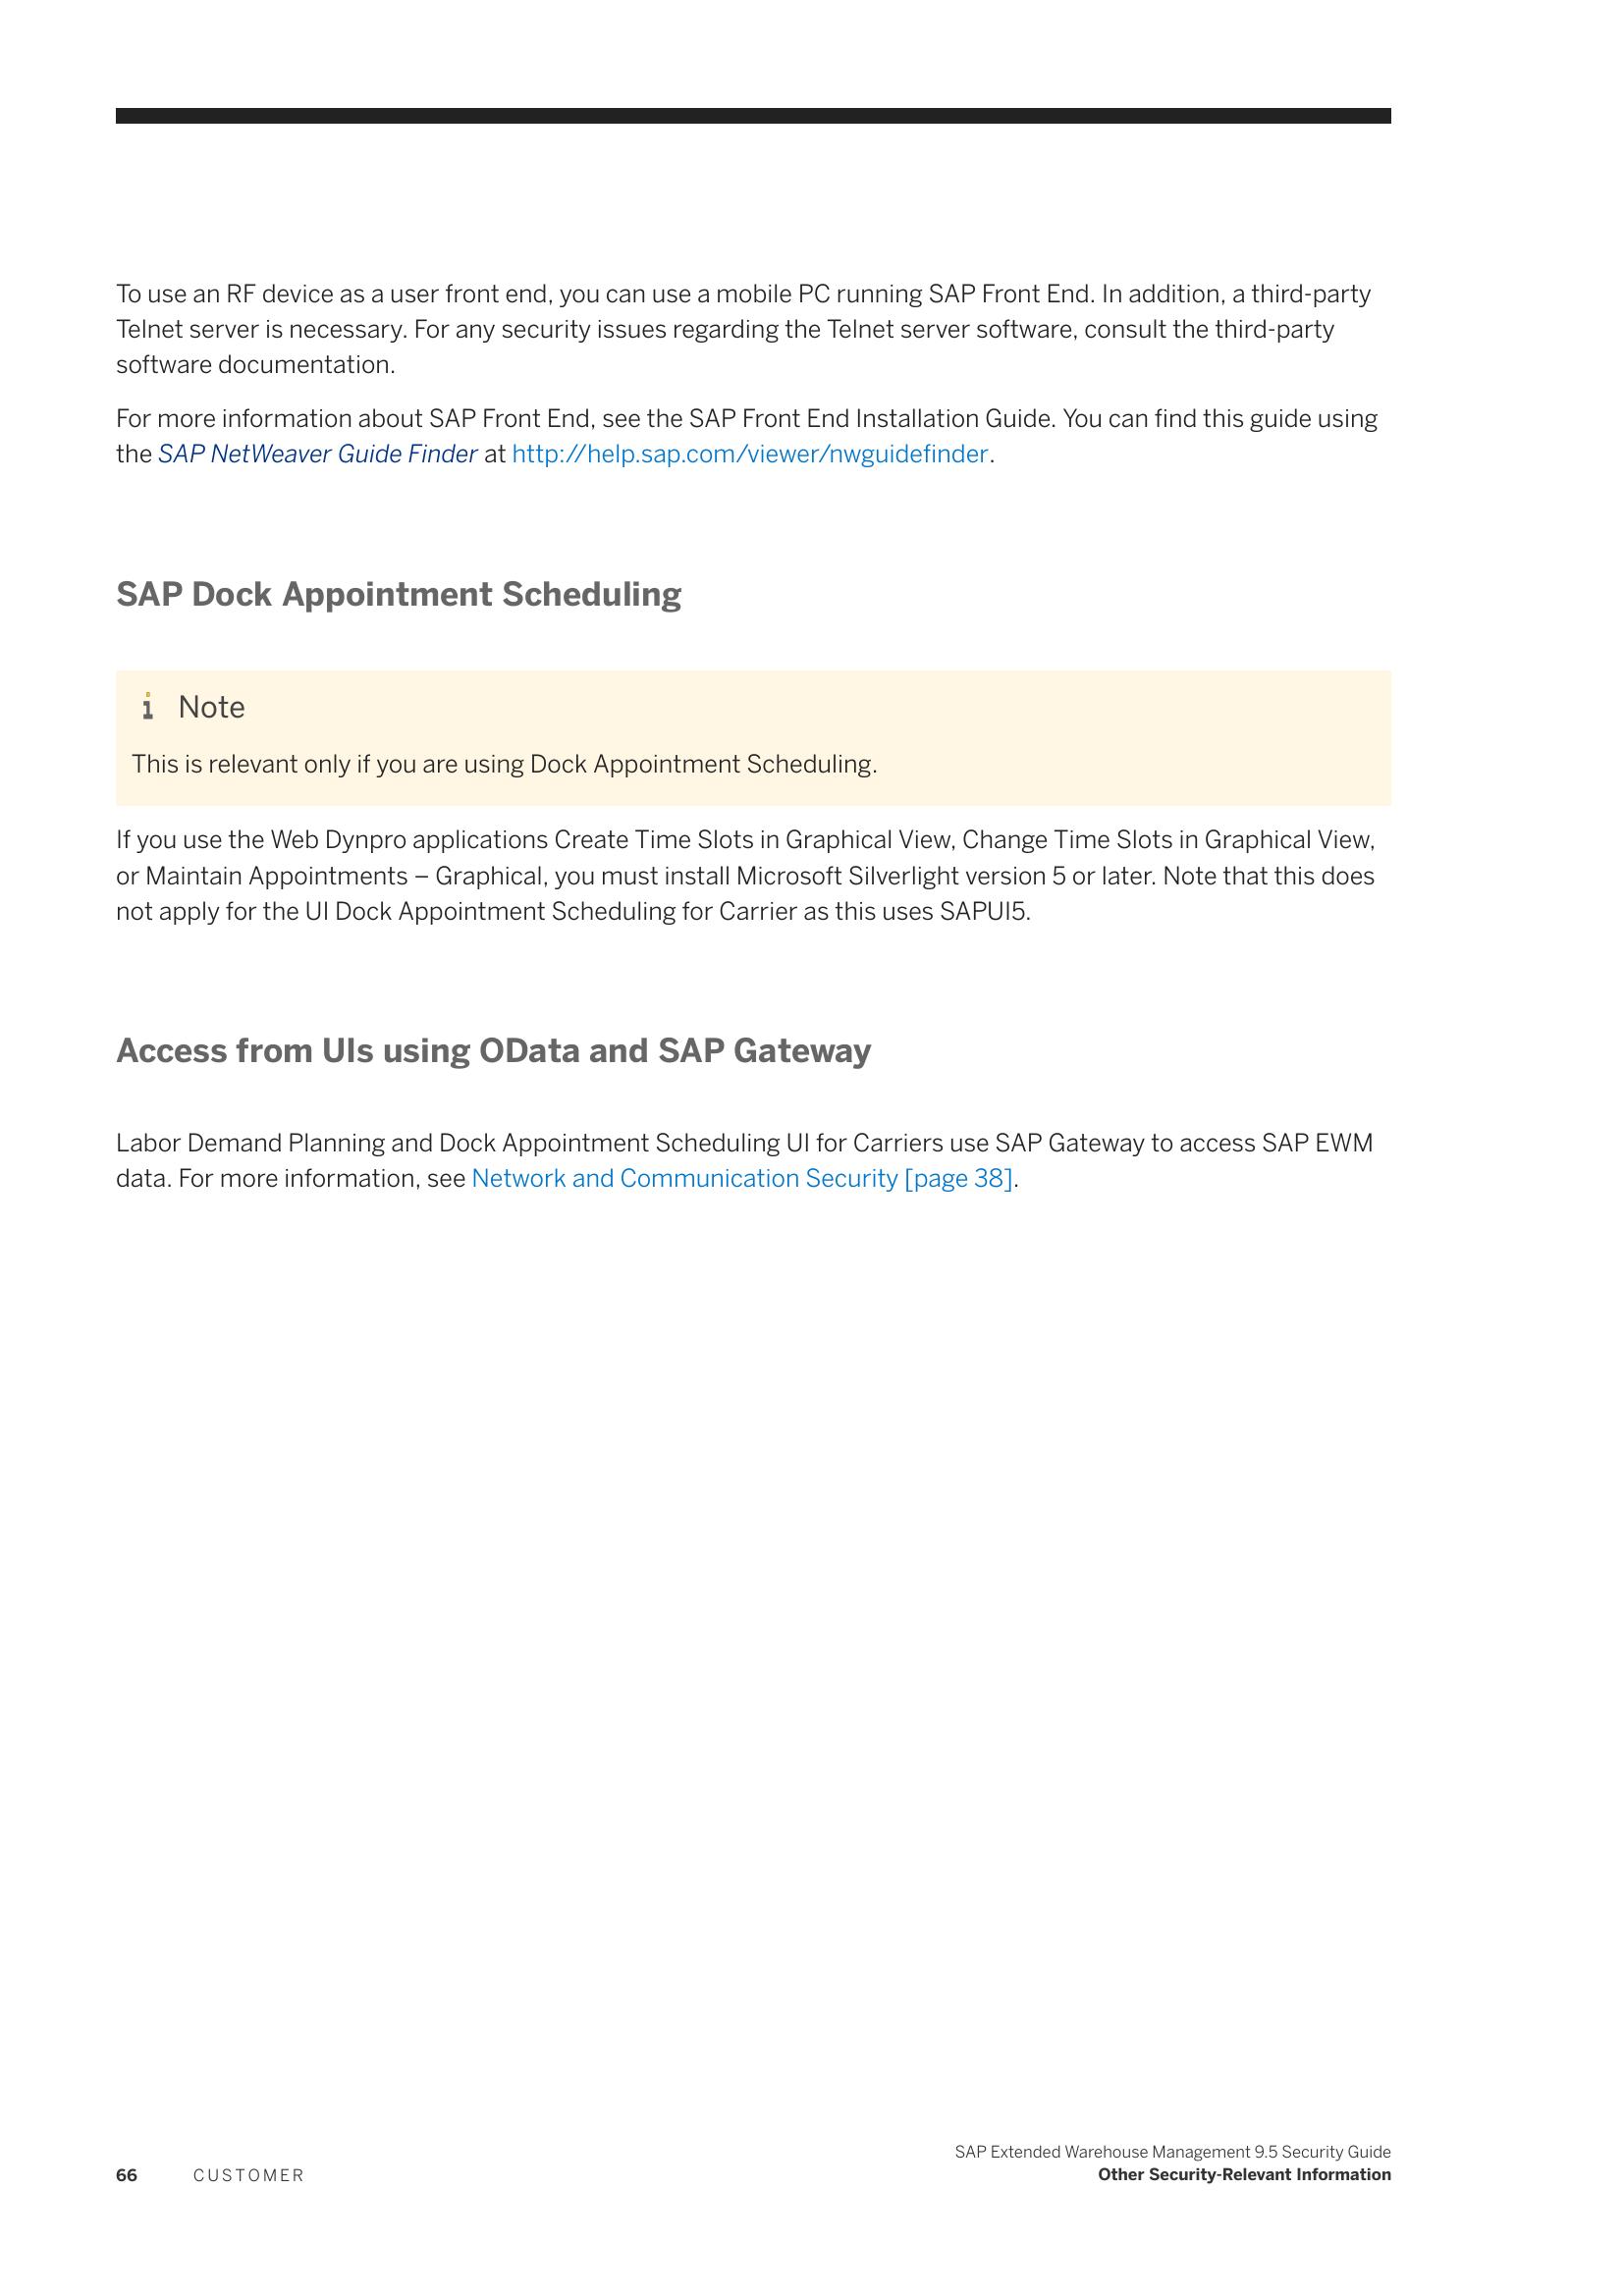 To use an RF device as a user front end, you can use a mobile PC running SAP Front End. In addition, a third-party
Telnet server is necessary. For any security issues regarding the Telnet server software, consult the third-party
software documentation.
For more information about SAP Front End, see the SAP Front End Installation Guide. You can find this guide using
the SAP NetWeaver Guide Finder at http://help.sap.com/viewer/nwguidefinder.
SAP Dock Appointment Scheduling
i Note
This is relevant only if you are using Dock Appointment Scheduling.
If you use the Web Dynpro applications Create Time Slots in Graphical View, Change Time Slots in Graphical View,
or Maintain Appointments – Graphical, you must install Microsoft Silverlight version 5 or later. Note that this does
not apply for the UI Dock Appointment Scheduling for Carrier as this uses SAPUI5.
Access from UIs using OData and SAP Gateway
Labor Demand Planning and Dock Appointment Scheduling UI for Carriers use SAP Gateway to access SAP EWM
data. For more information, see Network and Communication Security [page 38].
SAP Extended Warehouse Management 9.5 Security Guide
66 CUSTOMER Other Security-Relevant Information